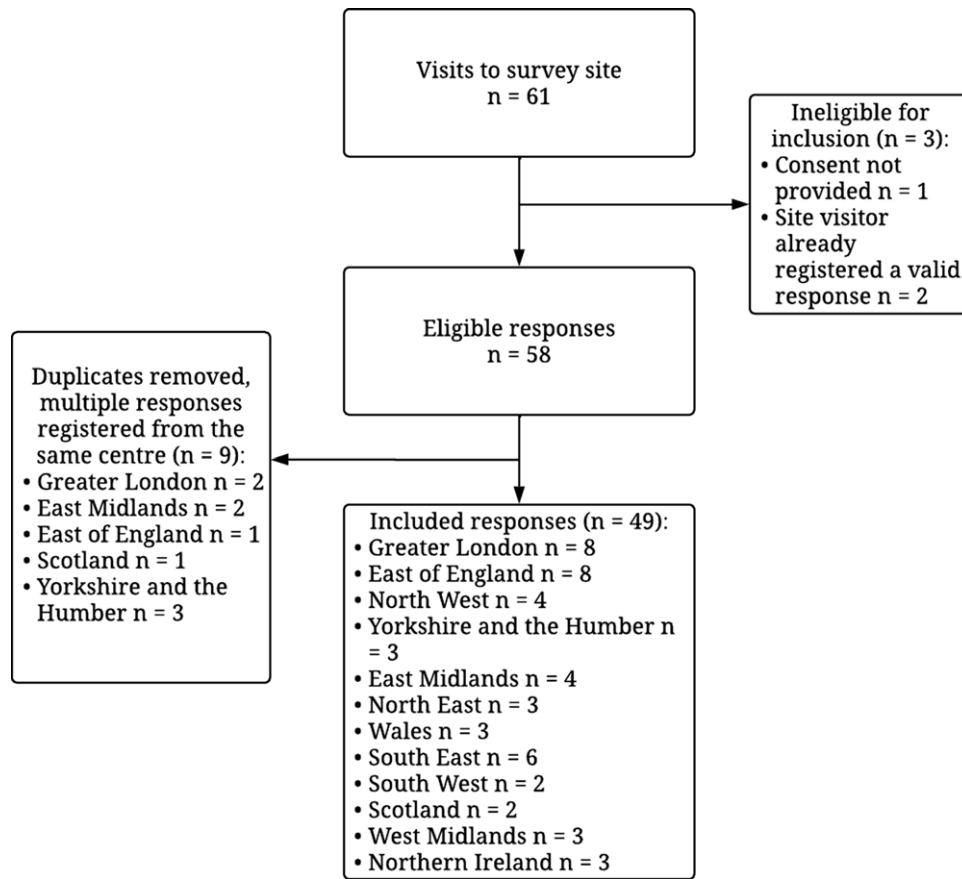 Visits to survey site
n = 61
Ineligible for
inclusion (n = 3):
• Consent not
provided n = 1
• Site visitor
already
registered a valid
response n = 2
Eligible responses
n = 58
Duplicates removed,
multiple responses
registered from the
same centre (n = 9):
• Greater London n = 2
• East Midlands n = 2
• East of England n = 1
• Scotland n = 1
• Yorkshire and the
Humber n = 3
Included responses (n = 49):
• Greater London n = 8
• East of England n = 8
• North West n = 4
• Yorkshire and the Humber n
= 3
• East Midlands n = 4
• North East n = 3
• Wales n = 3
• South East n = 6
• South West n = 2
• Scotland n = 2
• West Midlands n = 3
• Northern Ireland n = 3